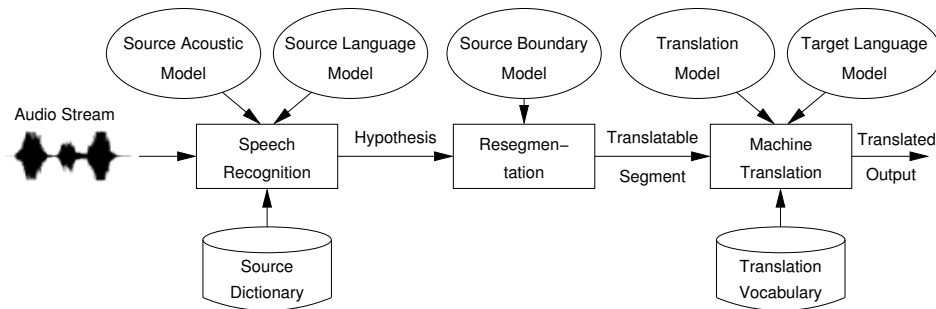 Source Acoustic
Model
Source Language
Model
Source Boundary
Model
Translation
Model
Target Language
Model
Audio Stream
Speech
Recognition
Hypothesis
Resegmen−
tation
Translatable
Segment
Machine
Translation
Translated
Output
Source
Dictionary
Translation
Vocabulary